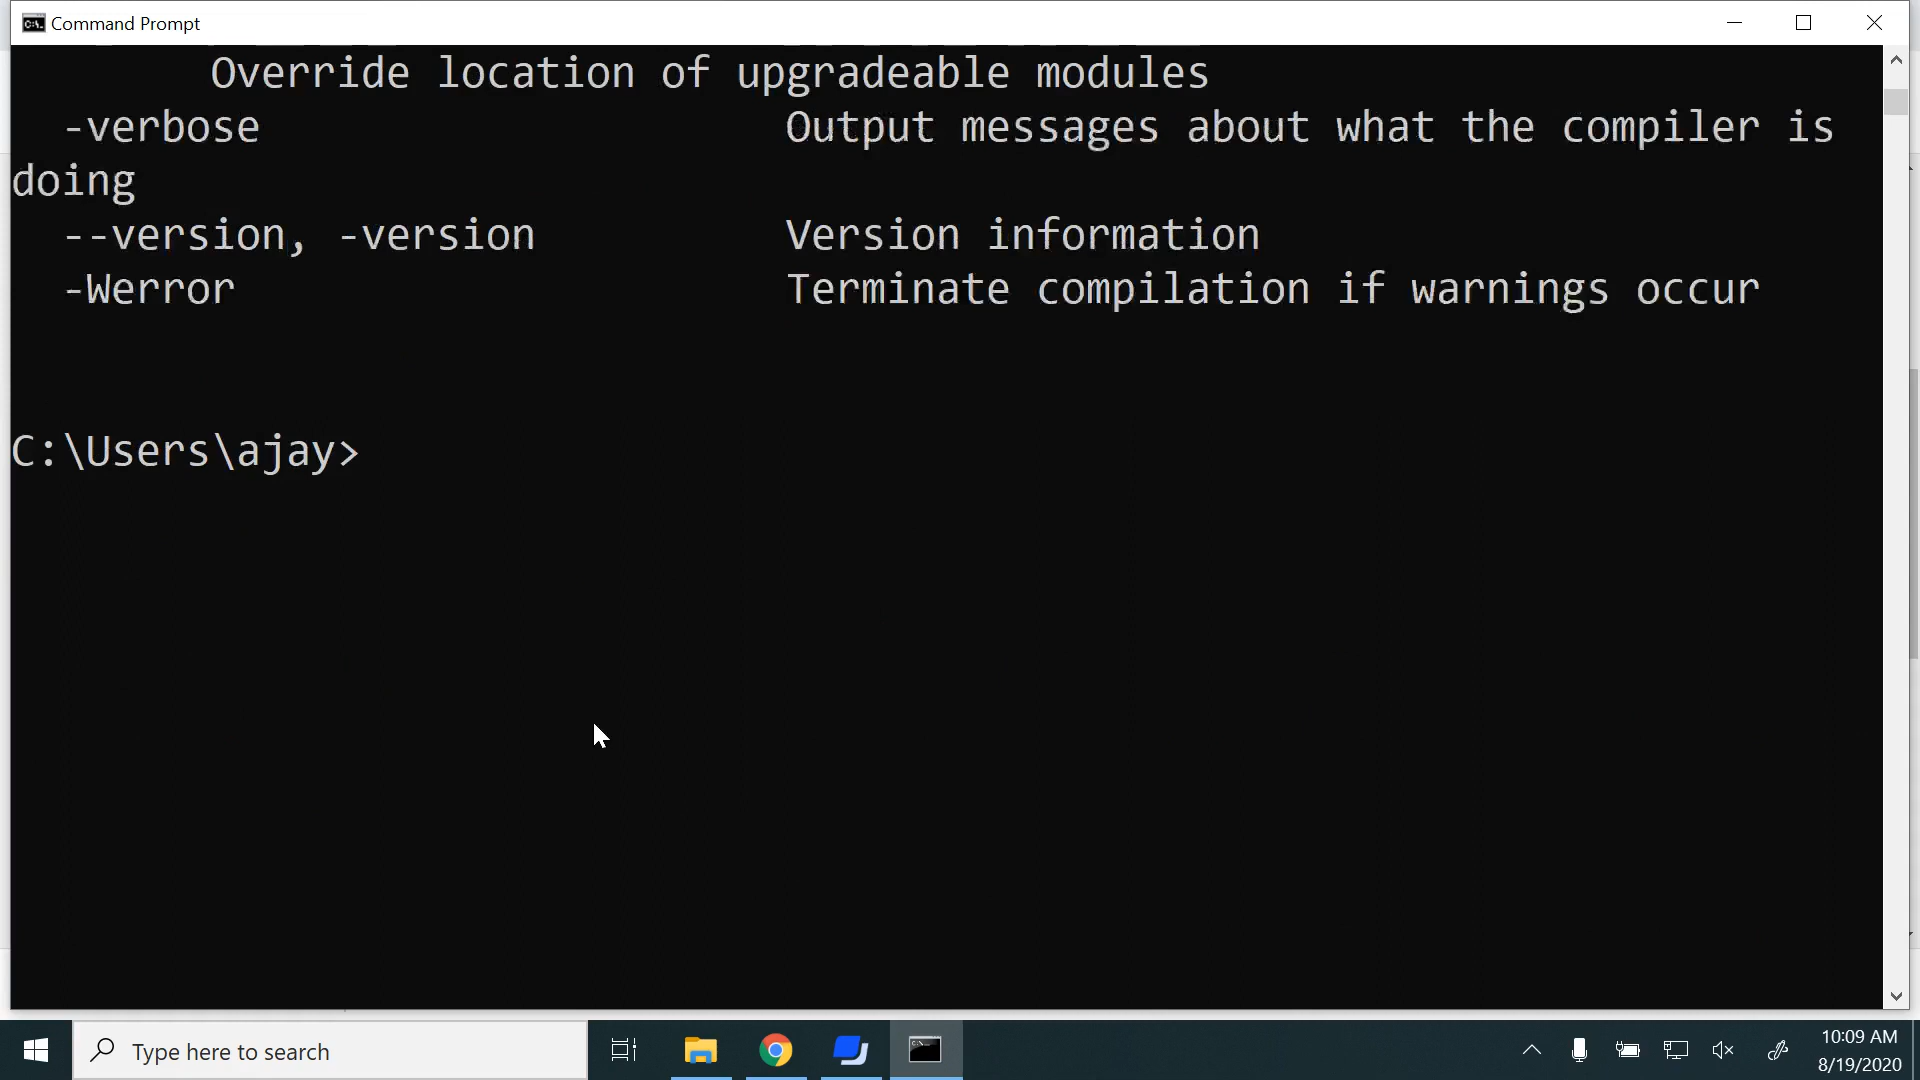 Command Prompt
Override location of upgradeable modules
-verbose Output messages about what the compiler is
doing
--version, -version Version information
-Werror Terminate compilation if warnings occur
C:\Users\ajay>
Type here to search
10:09 AM
8/19/2020